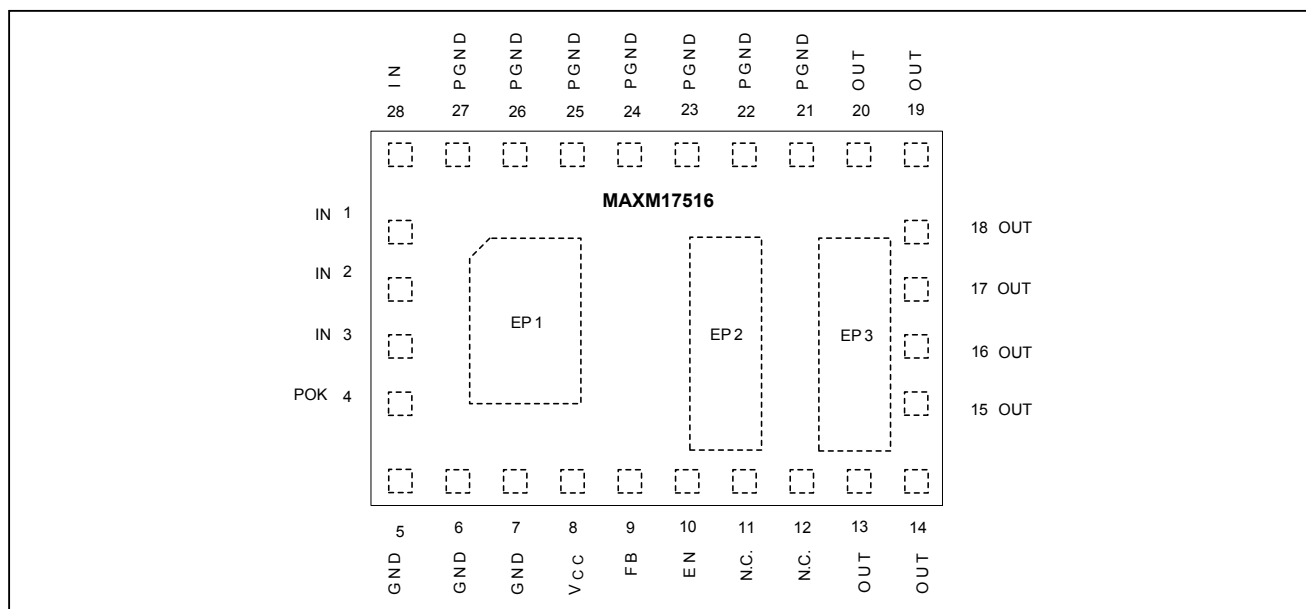 IN PGND PGND PGND PGND PGND PGND PGND OUT OUT
28 27 26 25 24 23 22 21 20 19
MAXM17516
IN 1
18 OUT
IN 2
17 OUT
EP1 EP2 EP3
IN 3
16 OUT
POK 4
15 OUT
5 6 7 8 9 10 11 12 13 14
GND GND GND VCC FB EN N.C. N.C. OUT OUT